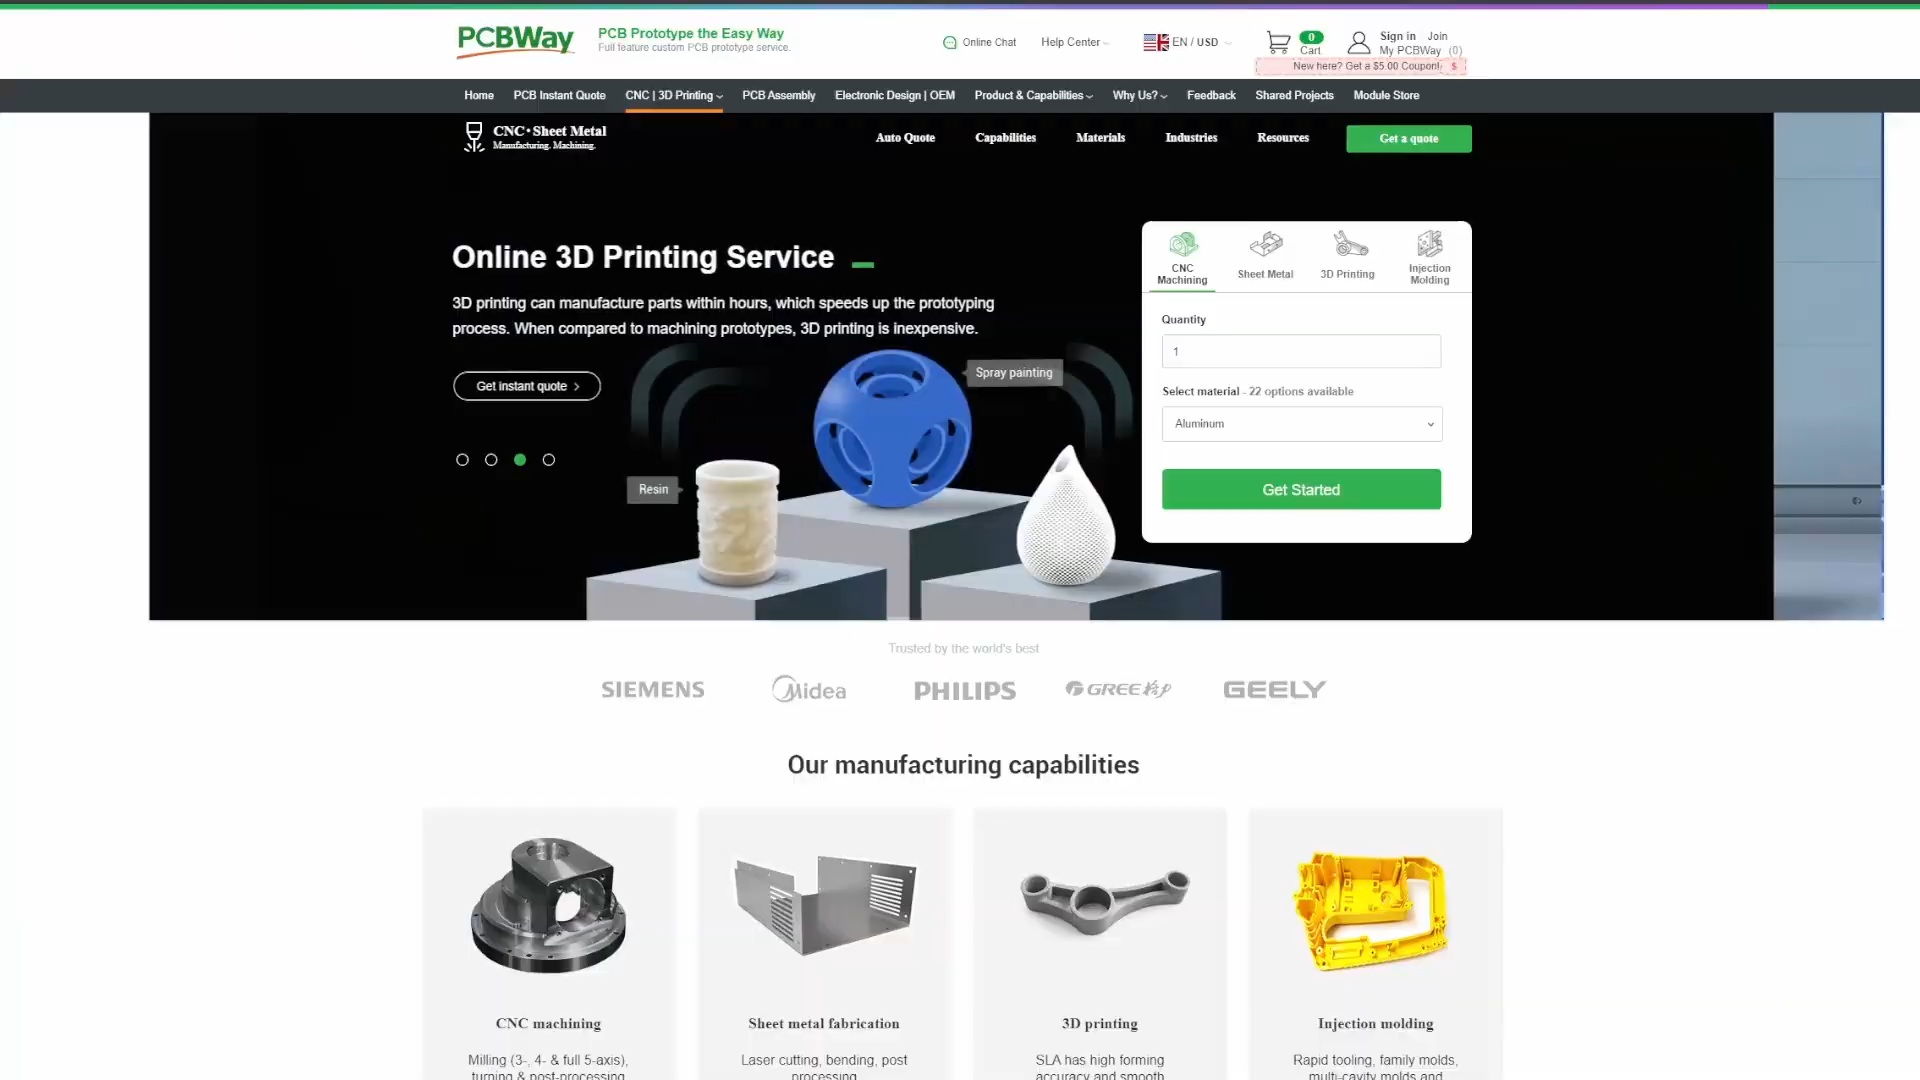 PCBWay
PCB Prototype the Easy Way
Full feature custom PCB prototype service.
Online Chat
Help Center
EN / USD
0
Cart
Sign in
Join
My PCBWay
(0)
New here? Get a $5.00 Coupon!
$
Home
PCB Instant Quote
CNC | 3D Printing
PCB Assembly
Electronic Design | OEM
Product & Capabilities
Why Us?
Feedback
Shared Projects
Module Store
CNC•Sheet Metal
Manufacturing. Machining.
Auto Quote
Capabilities
Materials
Industries
Resources
Get a quote
Online 3D Printing Service
3D printing can manufacture parts within hours, which speeds up the prototyping
process. When compared to machining prototypes, 3D printing is inexpensive.
Get instant quote >
Spray painting
Resin
CNC
Machining
Sheet Metal
3D Printing
Injection
Molding
Quantity
1
Select material - 22 options available
Aluminum
Get Started
Trusted by the world's best
SIEMENS
Midea
PHILIPS
GREE格力
GEELY
Our manufacturing capabilities
CNC machining
Milling (3-, 4- & full 5-axis),
turning & post-processing
Sheet metal fabrication
Laser cutting, bending, post
processing
3D printing
SLA has high forming
accuracy and smooth
Injection molding
Rapid tooling, family molds,
multi-cavity molds and